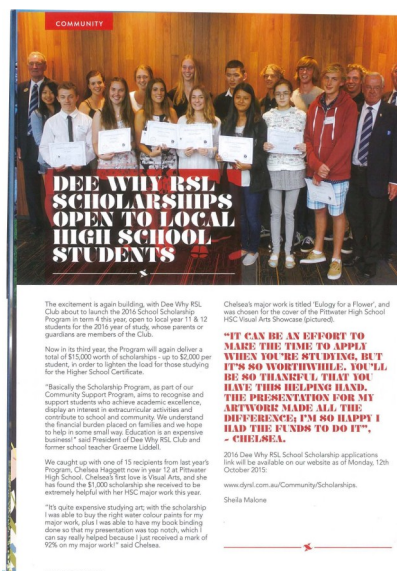 COMMUNITY
DEE WHY RSL
SCHOLARSHIPS
OPEN TO LOCAL
HIGH SCHOOL
STUDENTS
The excitement is again building, with Dee Why RSL
Club about to launch the 2016 School Scholarship
Program in term 4 this year, open to local year 11 & 12
students for the 2016 year of study, whose parents or
guardians are members of the Club.
Now in its third year, the Program will again deliver a
total of $15,000 worth of scholarships - up to $2,000 per
student, in order to lighten the load for those studying
for the Higher School Certificate.
"Basically the Scholarship Program, as part of our
Community Support Program, aims to recognise and
support students who achieve academic excellence,
display an interest in extracurricular activities and
contribute to school and community. We understand
the financial burden placed on families and we hope
to help in some small way. Education is an expensive
business!" said President of Dee Why RSL Club and
former school teacher Graeme Liddell.
We caught up with one of 15 recipients from last year's
Program, Chelsea Haggett now in year 12 at Pittwater
High School. Chelsea's first love is Visual Arts, and she
has found the $1,000 scholarship she received to be
extremely helpful with her HSC major work this year.
"It's quite expensive studying art; with the scholarship
I was able to buy the right water colour paints for my
major work, plus I was able to have my book binding
done so that my presentation was top notch, which I
can say really helped because I just received a mark of
92% on my major work!" said Chelsea.
Chelsea's major work is titled 'Eulogy for a Flower', and
was chosen for the cover of the Pittwater High School
HSC Visual Arts Showcase (pictured).
"IT CAN BE AN EFFORT TO
MAKE THE TIME TO APPLY
WHEN YOU'RE STUDYING, BUT
IT'S SO WORTHWHILE. YOU'LL
BE SO THANKFUL THAT YOU
HAVE THIS HELPING HAND.
THE PRESENTATION FOR MY
ARTWORK MADE ALL THE
DIFFERENCE; I'M SO HAPPY I
HAD THE FUNDS TO DO IT",
- CHELSEA.
2016 Dee Why RSL School Scholarship applications
link will be available on our website as of Monday, 12th
October 2015:
www.dyrsl.com.au/Community/Scholarships.
Sheila Malone